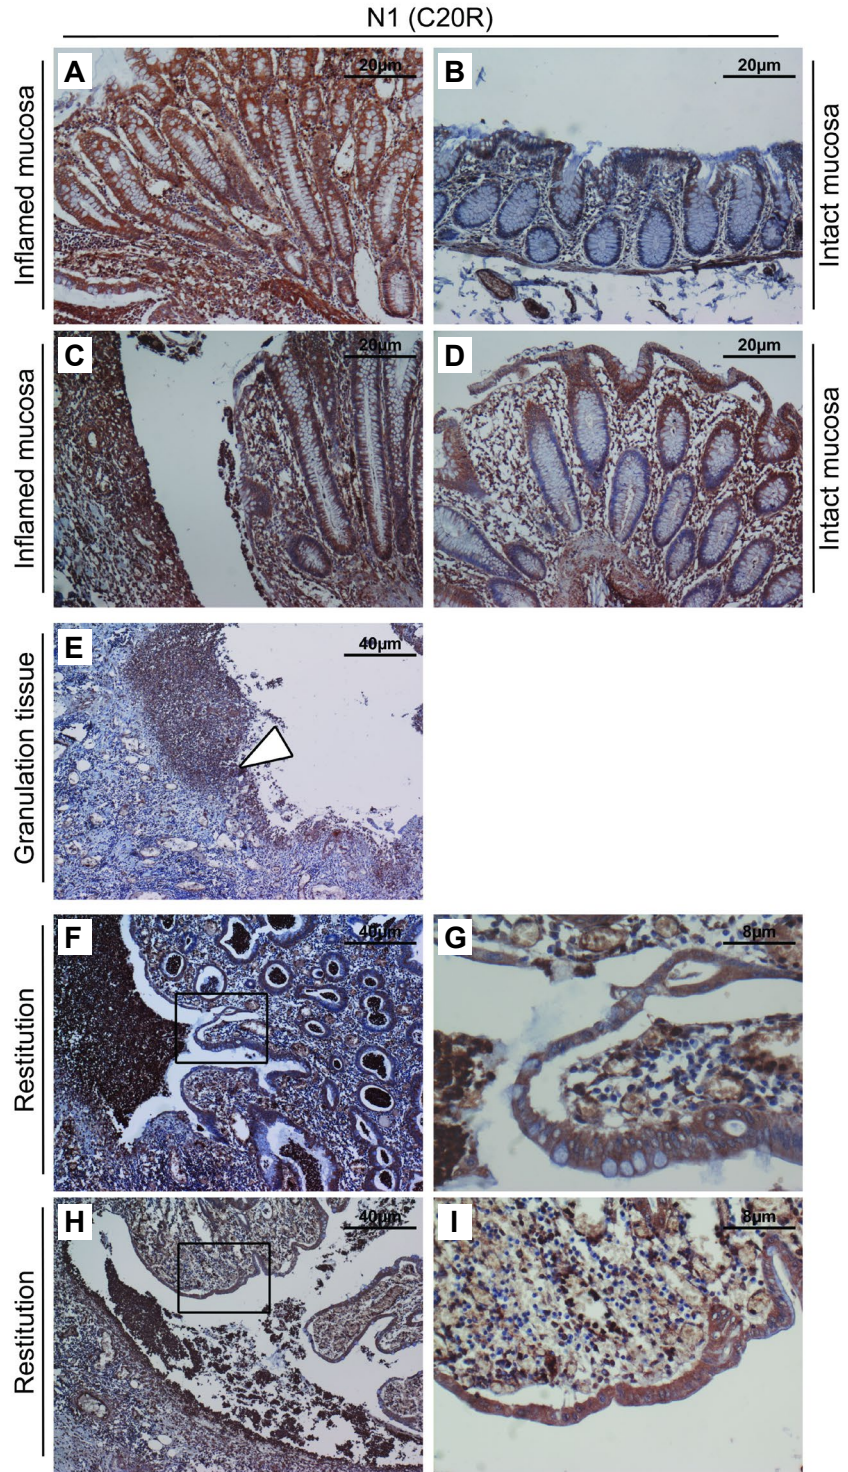 N1 (C20R)
Inflamed mucosa
A
20µm
B
20µm
Intact mucosa
Inflamed mucosa
C
20µm
D
20µm
Intact mucosa
Granulation tissue
E
40µm
Restitution
F
40µm
G
8µm
Restitution
H
40µm
I
8µm